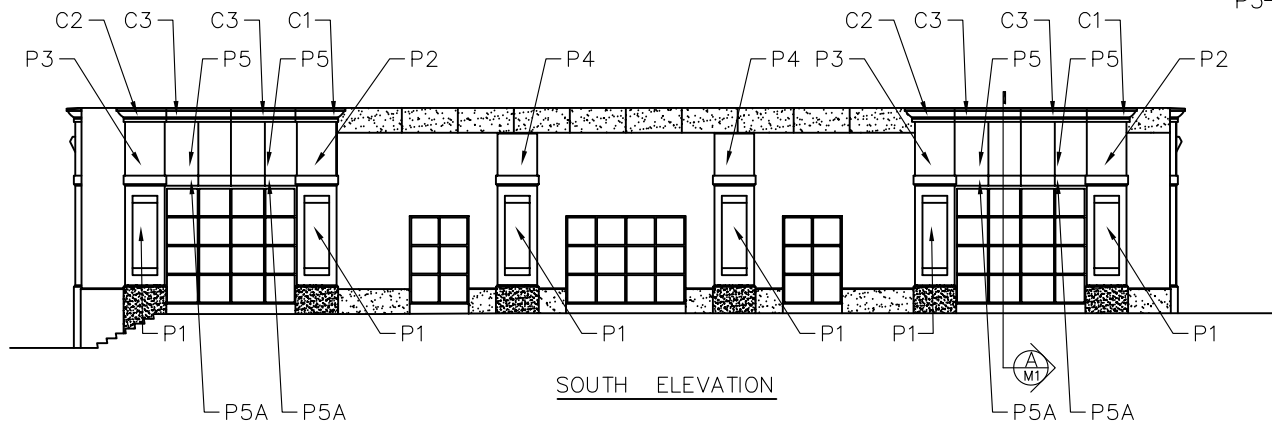 P5
C2 C3 C3 C1 C2 C3 C3 C1
P3 P5 P5 P2 P4 P4 P3 P5 P5 P2
P1 P1 P1 P1 P1 P1
A
M1
SOUTH ELEVATION
P5A P5A P5A P5A